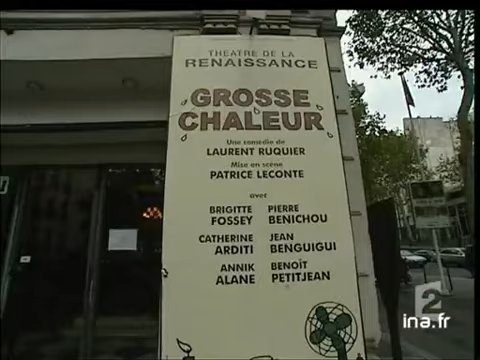 THEATRE DE LA
RENAISSANCE
GROSSE
CHALEUR
Une comédie de
LAURENT RUQUIER
Mise en scène
PATRICE LECONTE
avec
BRIGITTE FOSSEY
PIERRE BENICHOU
CATHERINE ARDITI
JEAN BENGUIGUI
ANNIK ALANE
BENOÎT PETITJEAN
2
ina.fr